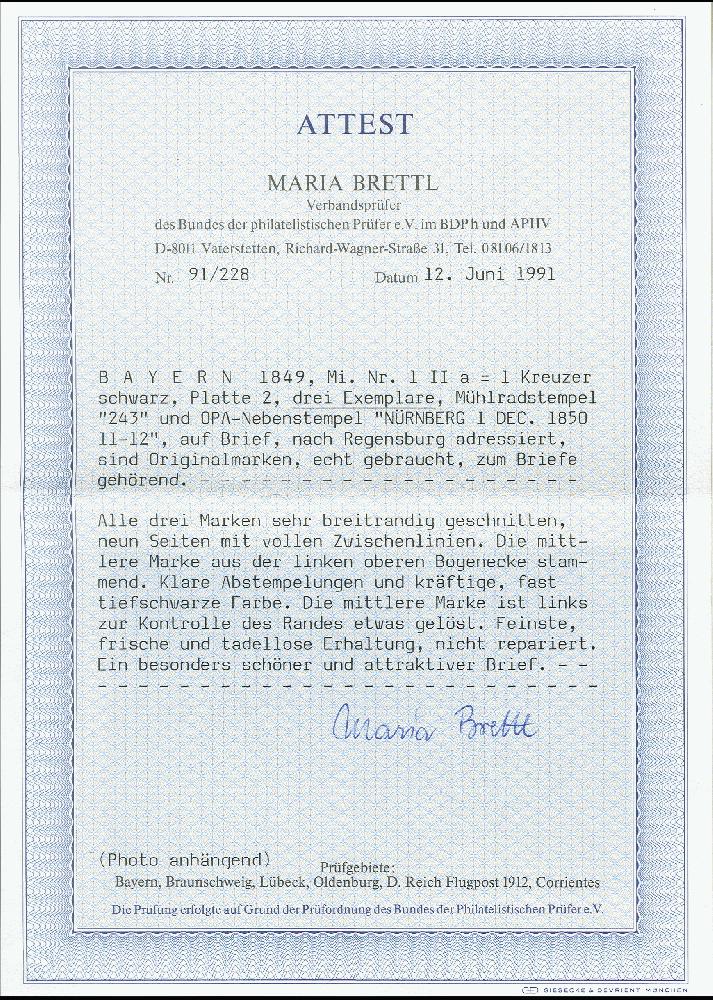 ATTEST
MARIA BRETTL
Verbandsprüfer
des Bundes der philatelistischen Prüfer e.V. im BDPh und APHV
D-8011 Vaterstetten, Richard-Wagner-Straße 31, Tel. 08106/1813
Nr. 91/228 Datum 12. Juni 1991
B A Y E R N 1849, Mi. Nr. 1 II a = 1 Kreuzer
schwarz, Platte 2, drei Exemplare, Mühlradstempel
"243" und OPA-Nebenstempel "NÜRNBERG 1 DEC. 1850
11-12", auf Brief, nach Regensburg adressiert,
sind Originalmarken, echt gebraucht, zum Briefe
gehörend. - - - - - - - - - - - - - - - - - - -
Alle drei Marken sehr breitrandig geschnitten,
neun Seiten mit vollen Zwischenlinien. Die mitt-
lere Marke aus der linken oberen Bogenecke stam-
mend. Klare Abstempelungen und kräftige, fast
tiefschwarze Farbe. Die mittlere Marke ist links
zur Kontrolle des Randes etwas gelöst. Feinste,
frische und tadellose Erhaltung, nicht repariert.
Ein besonders schöner und attraktiver Brief. - -
- - - - - - - - - - - - - - - - - - - - - - - - -
Maria Brettl
(Photo anhängend)
Prüfgebiete:
Bayern, Braunschweig, Lübeck, Oldenburg, D. Reich Flugpost 1912, Corrientes
Die Prüfung erfolgte auf Grund der Prüfordnung des Bundes der Philatelistischen Prüfer e.V.
GIESECKE & DEVRIENT MÜNCHEN